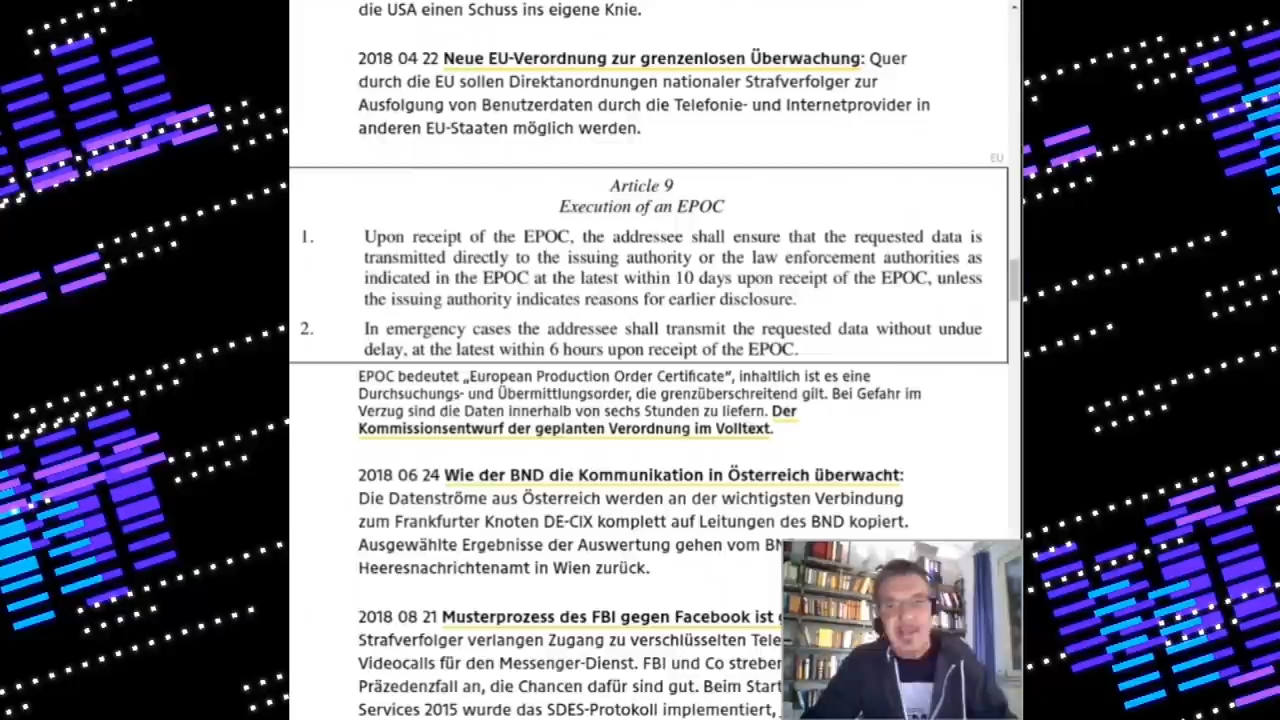 die USA einen Schuss ins eigene Knie.
2018 04 22 Neue EU-Verordnung zur grenzenlosen Überwachung: Quer
durch die EU sollen Direktanordnungen nationaler Strafverfolger zur
Ausfolgung von Benutzerdaten durch die Telefonie- und Internetprovider in
anderen EU-Staaten möglich werden.
EU
Article 9
Execution of an EPOC
1. Upon receipt of the EPOC, the addressee shall ensure that the requested data is
transmitted directly to the issuing authority or the law enforcement authorities as
indicated in the EPOC at the latest within 10 days upon receipt of the EPOC, unless
the issuing authority indicates reasons for earlier disclosure.
2. In emergency cases the addressee shall transmit the requested data without undue
delay, at the latest within 6 hours upon receipt of the EPOC.
EPOC bedeutet „European Production Order Certificate“, inhaltlich ist es eine
Durchsuchungs- und Übermittlungsorder, die grenzüberschreitend gilt. Bei Gefahr im
Verzug sind die Daten innerhalb von sechs Stunden zu liefern. Der
Kommissionsentwurf der geplanten Verordnung im Volltext.
2018 06 24 Wie der BND die Kommunikation in Österreich überwacht:
Die Datenströme aus Österreich werden an der wichtigsten Verbindung
zum Frankfurter Knoten DE-CIX komplett auf Leitungen des BND kopiert.
Ausgewählte Ergebnisse der Auswertung gehen vom
Heeresnachrichtenamt in Wien zurück.
2018 08 21 Musterprozess des FBI gegen Facebook ist
Strafverfolger verlangen Zugang zu verschlüsselten Tele
Videocalls für den Messenger-Dienst. FBI und Co streber
Präzedenzfall an, die Chancen dafür sind gut. Beim Start
Services 2015 wurde das SDES-Protokoll implementiert,